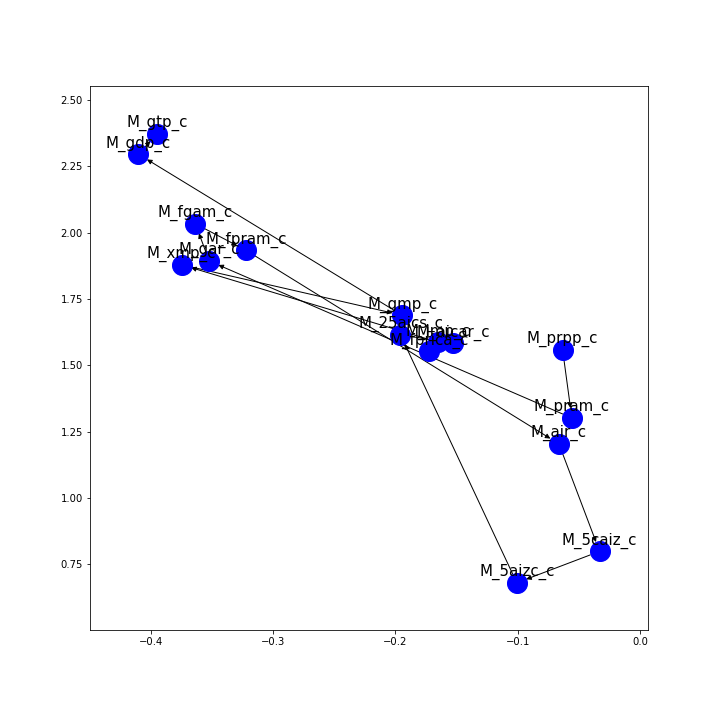 2.50
2.25
2.00
1.75
1.50
1.25
1.00
0.75
−0.4
−0.3
−0.2
−0.1
0.0
M_gtp_c
M_gdp_c
M_fgam_c
M_fpram_c
M_gar_c
M_xmp_c
M_gmp_c
M_25aics_c
M_prpp_c
M_pram_c
M_air_c
M_5caiz_c
M_5aizc_c